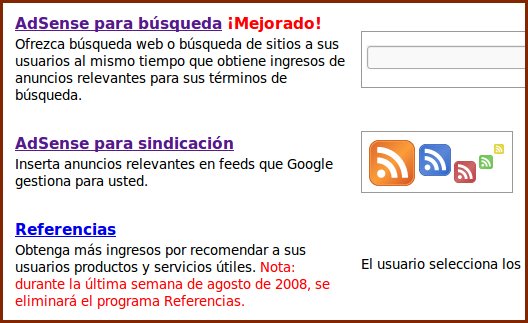 AdSense para búsqueda ¡Mejorado!
Ofrezca búsqueda web o búsqueda de sitios a sus
usuarios al mismo tiempo que obtiene ingresos de
anuncios relevantes para sus términos de
búsqueda.
AdSense para sindicación
Inserta anuncios relevantes en feeds que Google
gestiona para usted.
Referencias
Obtenga más ingresos por recomendar a sus
usuarios productos y servicios útiles. Nota:
durante la última semana de agosto de 2008, se
eliminará el programa Referencias.
El usuario selecciona los